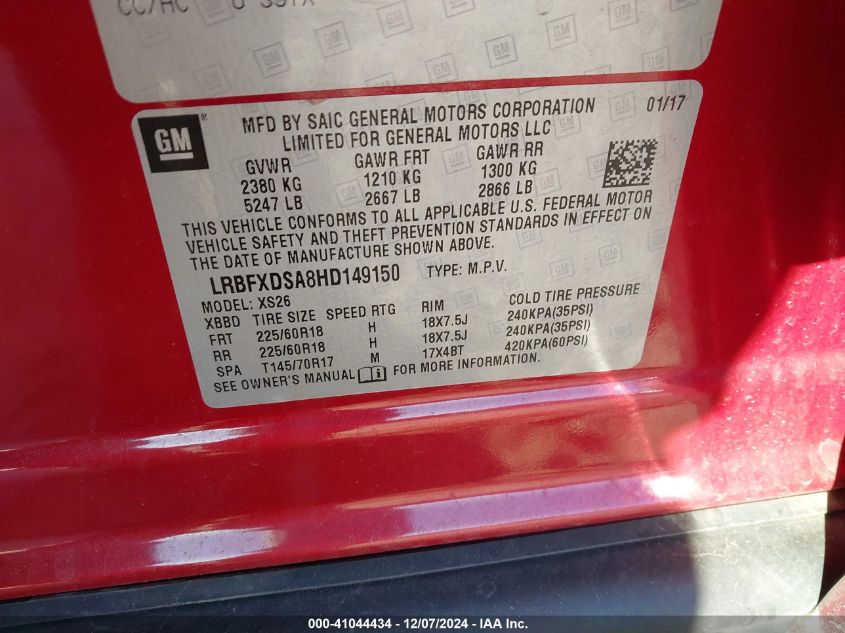 GM ®
MFD BY SAIC GENERAL MOTORS CORPORATION 01/17
LIMITED FOR GENERAL MOTORS LLC
GVWR GAWR FRT GAWR RR
2380 KG 1210 KG 1300 KG
5247 LB 2667 LB 2866 LB
THIS VEHICLE CONFORMS TO ALL APPLICABLE U.S. FEDERAL MOTOR
VEHICLE SAFETY AND THEFT PREVENTION STANDARDS IN EFFECT ON
THE DATE OF MANUFACTURE SHOWN ABOVE.
LRBFXDSA8HD149150 TYPE: M.P.V.
MODEL: XS26
XBBD TIRE SIZE SPEED RTG RIM COLD TIRE PRESSURE
FRT 225/60R18 H 18X7.5J 240KPA(35PSI)
RR 225/60R18 H 18X7.5J 240KPA(35PSI)
SPA T145/70R17 M 17X4BT 420KPA(60PSI)
SEE OWNER'S MANUAL FOR MORE INFORMATION.
000-41044434 - 12/07/2024 - IAA Inc.